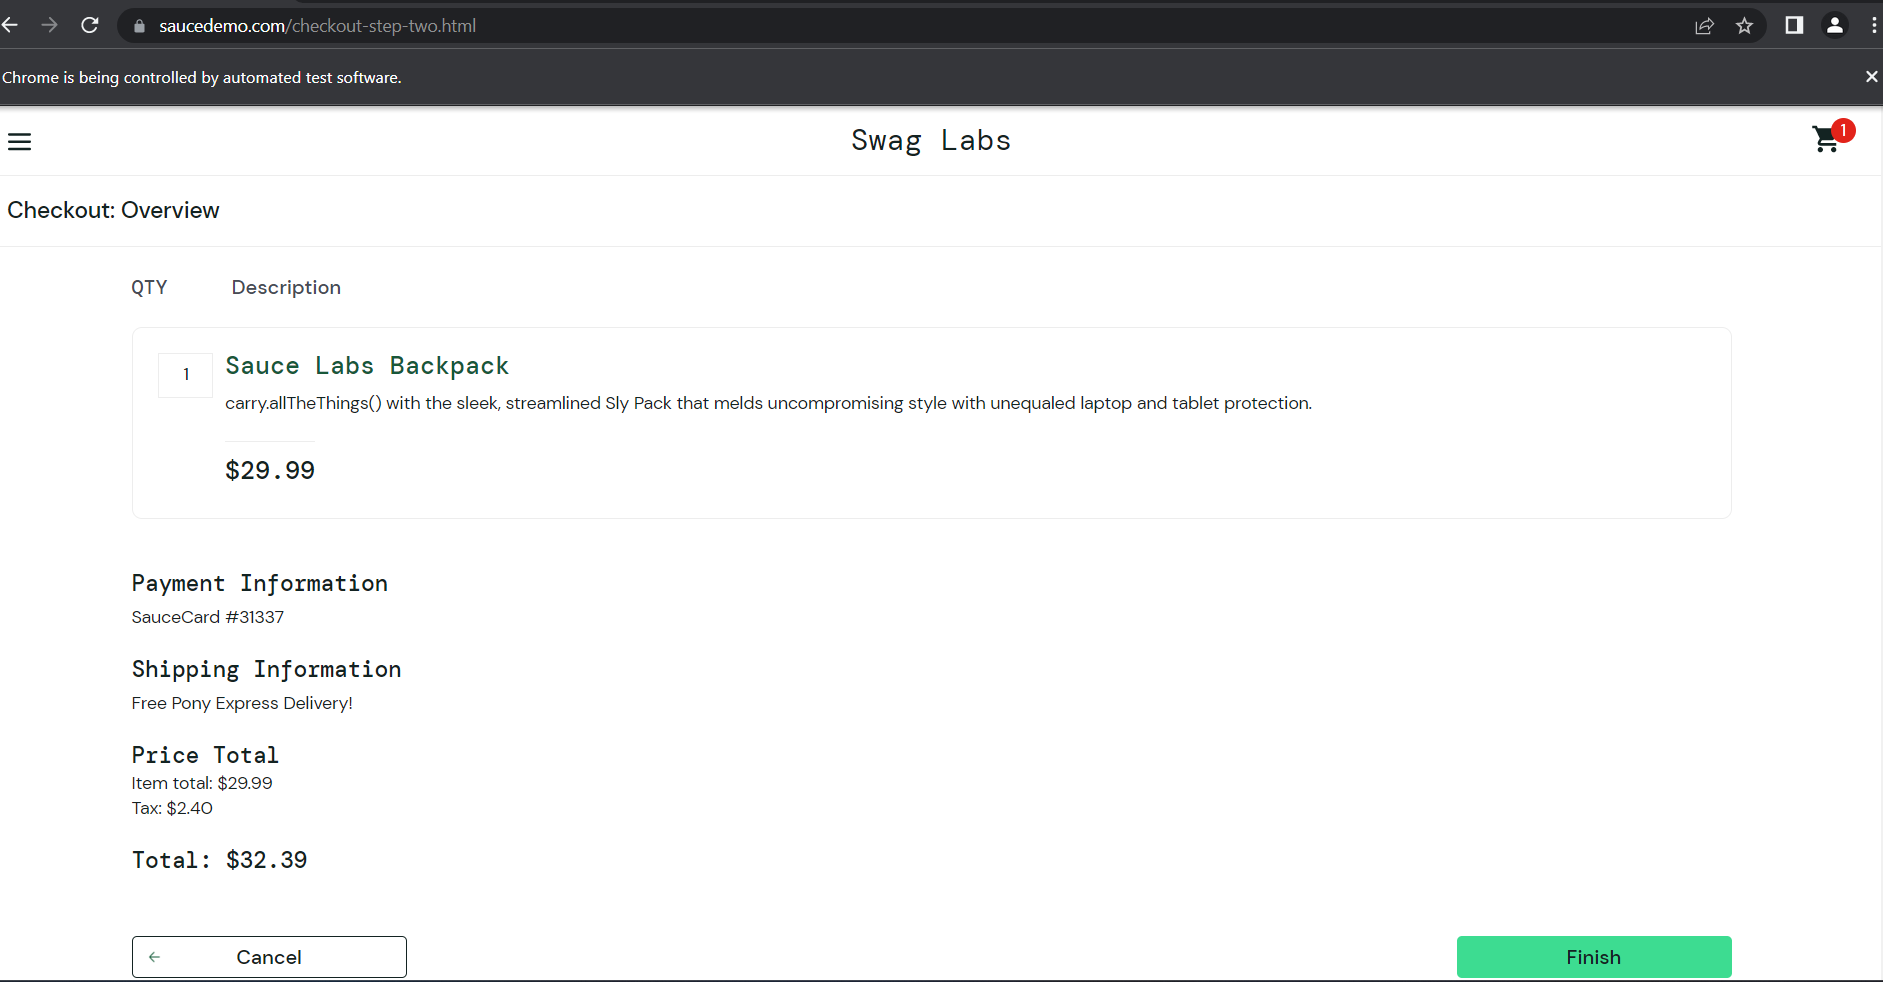 saucedemo.com/checkout-step-two.html
Chrome is being controlled by automated test software.
Swag Labs
1
Checkout: Overview
QTY Description
1 Sauce Labs Backpack
carry.allTheThings() with the sleek, streamlined Sly Pack that melds uncompromising style with unequaled laptop and tablet protection.
$29.99
Payment Information
SauceCard #31337
Shipping Information
Free Pony Express Delivery!
Price Total
Item total: $29.99
Tax: $2.40
Total: $32.39
Cancel Finish